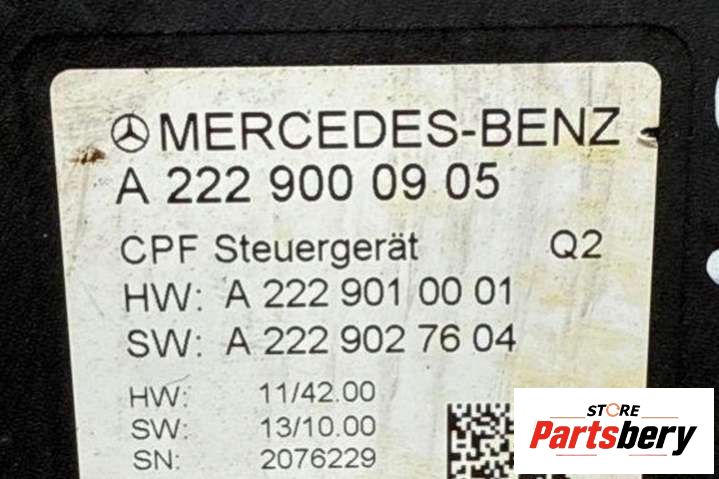 MERCEDES-BENZ
A 222 900 09 05
CPF Steuergerät Q2
HW: A 222 901 00 01
SW: A 222 902 76 04
HW: 11/42.00
SW: 13/10.00
SN: 2076229
STORE
Partsbery